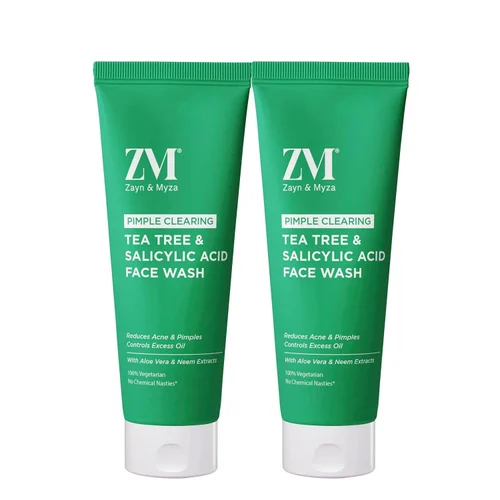 ZM®
Zayn & Myza
PIMPLE CLEARING
TEA TREE &
SALICYLIC ACID
FACE WASH
Reduces Acne & Pimples
Controls Excess Oil
With Aloe Vera & Neem Extracts
100% Vegetarian
No Chemical Nasties*
ZM®
Zayn & Myza
PIMPLE CLEARING
TEA TREE &
SALICYLIC ACID
FACE WASH
Reduces Acne & Pimples
Controls Excess Oil
With Aloe Vera & Neem Extracts
100% Vegetarian
No Chemical Nasties*